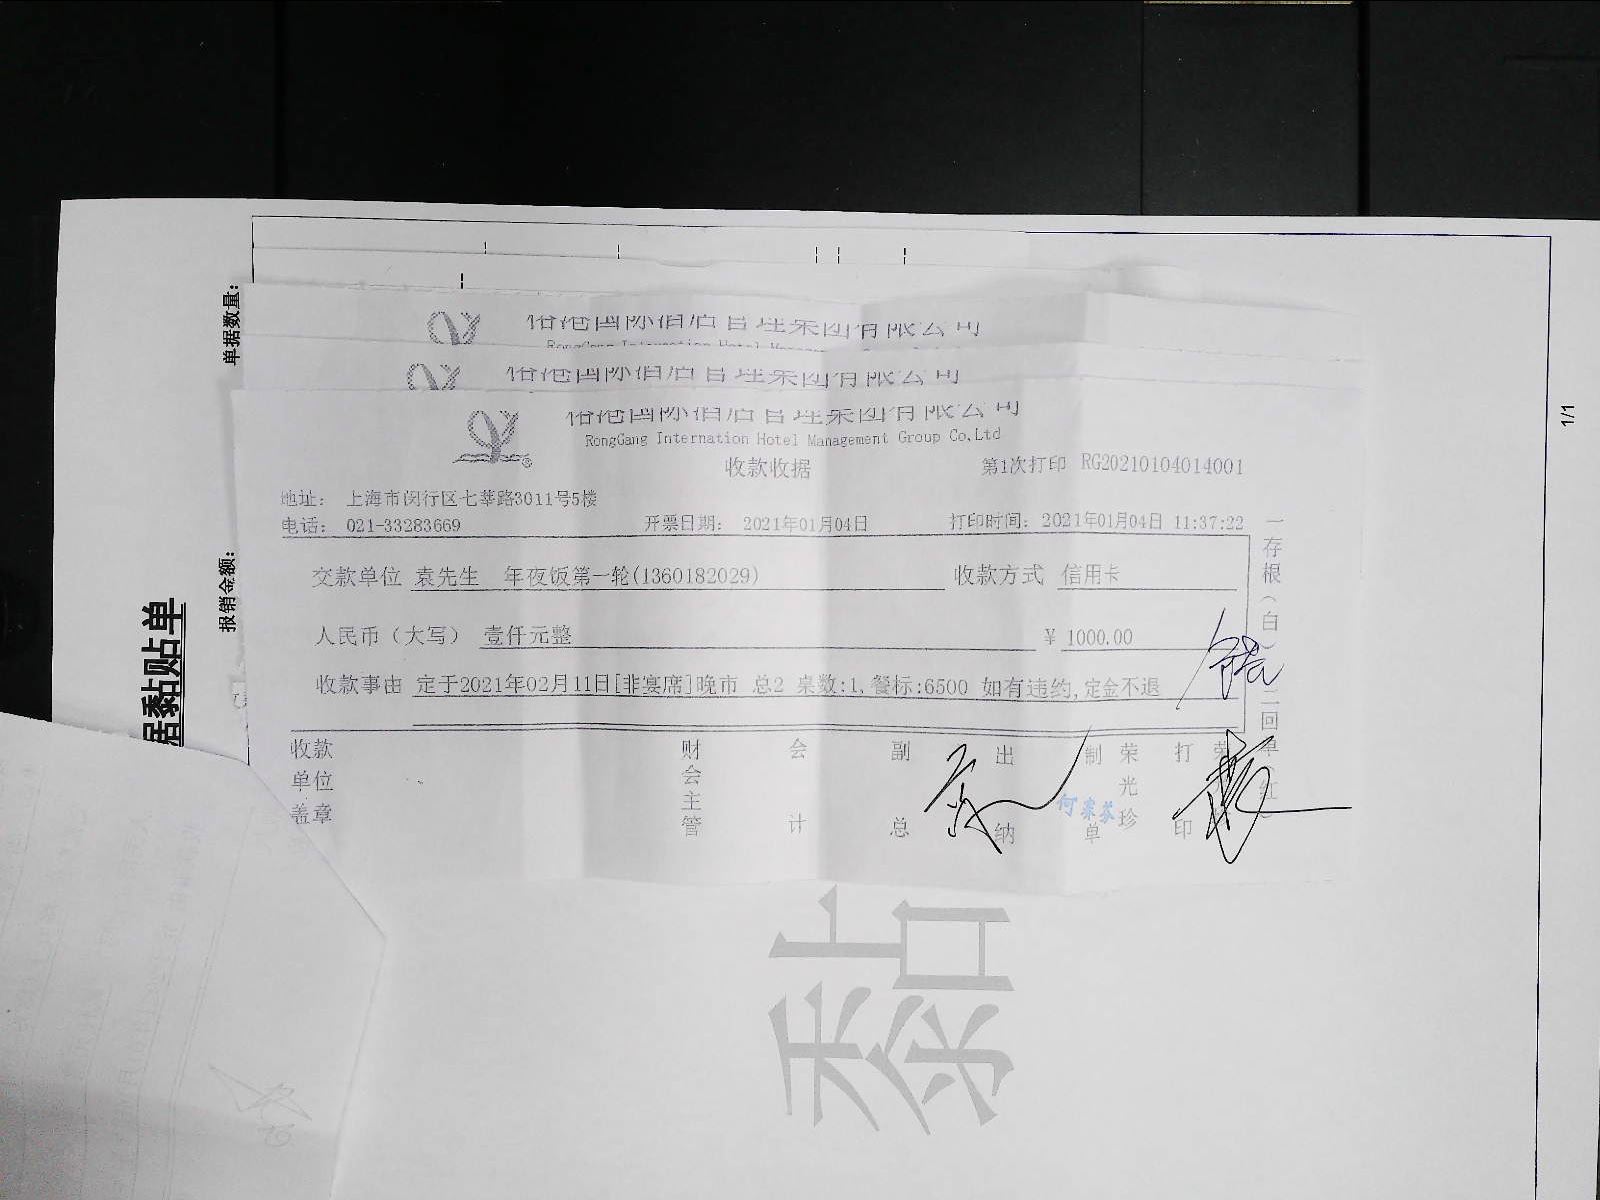 单据数量:
报销金额:
据黏贴单
1/1
RongGang Internation Hotel Management Group Co.Ltd
收款收据
第1次打印 RG20210104014001
地址: 上海市闵行区七莘路3011号5楼
电话: 021-33283669 开票日期: 2021年01月04日 打印时间: 2021年01月04日 11:37:22
交款单位 袁先生 年夜饭第一轮(1360182029) 收款方式 信用卡
人民币(大写) 壹仟元整 ¥ 1000.00
收款事由 定于2021年02月11日[非宴席]晚市 总2 桌数:1,餐标:6500 如有违约,定金不退
一存根(白)二回单(红)
收款单位盖章 财会主管 会计 副总 出纳 制单 荣光珍 打印
粘